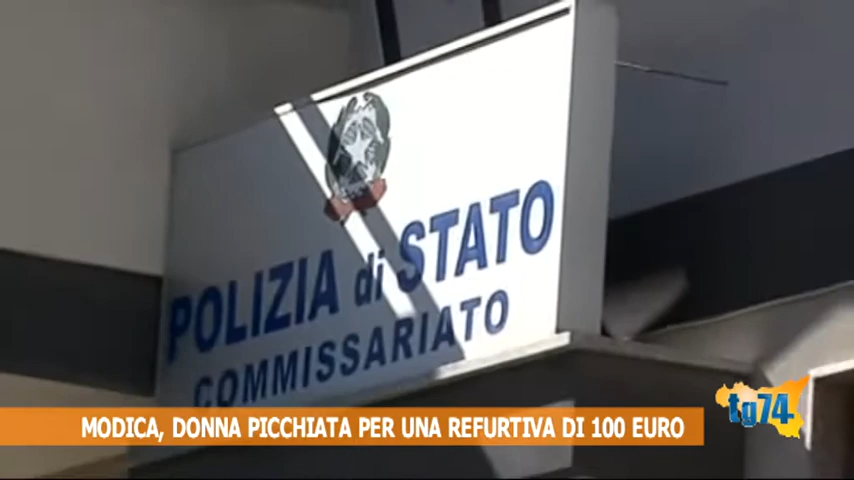 POLIZIA di STATO
COMMISSARIATO
MODICA, DONNA PICCHIATA PER UNA REFURTIVA DI 100 EURO
tg74